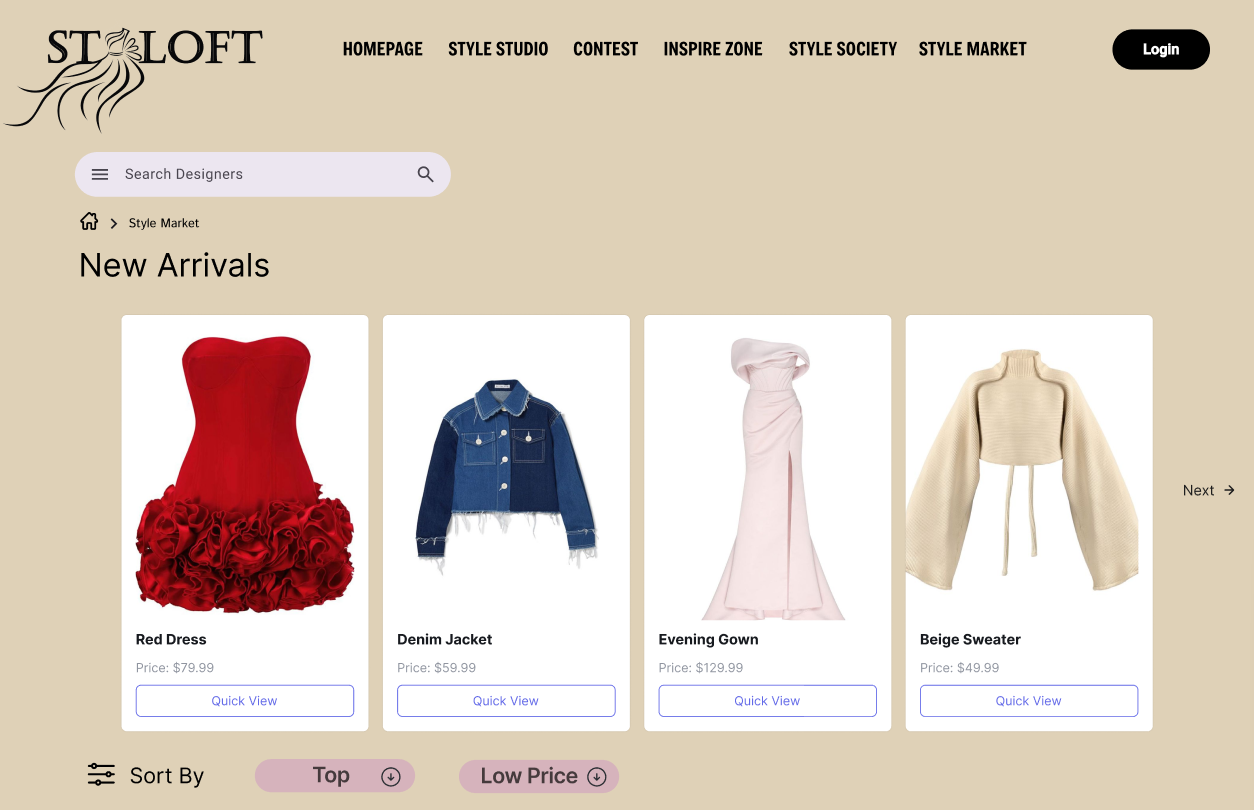 ST LOFT
HOMEPAGE STYLE STUDIO CONTEST INSPIRE ZONE STYLE SOCIETY STYLE MARKET Login
Search Designers
Style Market
New Arrivals
Next
Red Dress Denim Jacket Evening Gown Beige Sweater
Price: $79.99 Price: $59.99 Price: $129.99 Price: $49.99
Quick View Quick View Quick View Quick View
Sort By Top Low Price